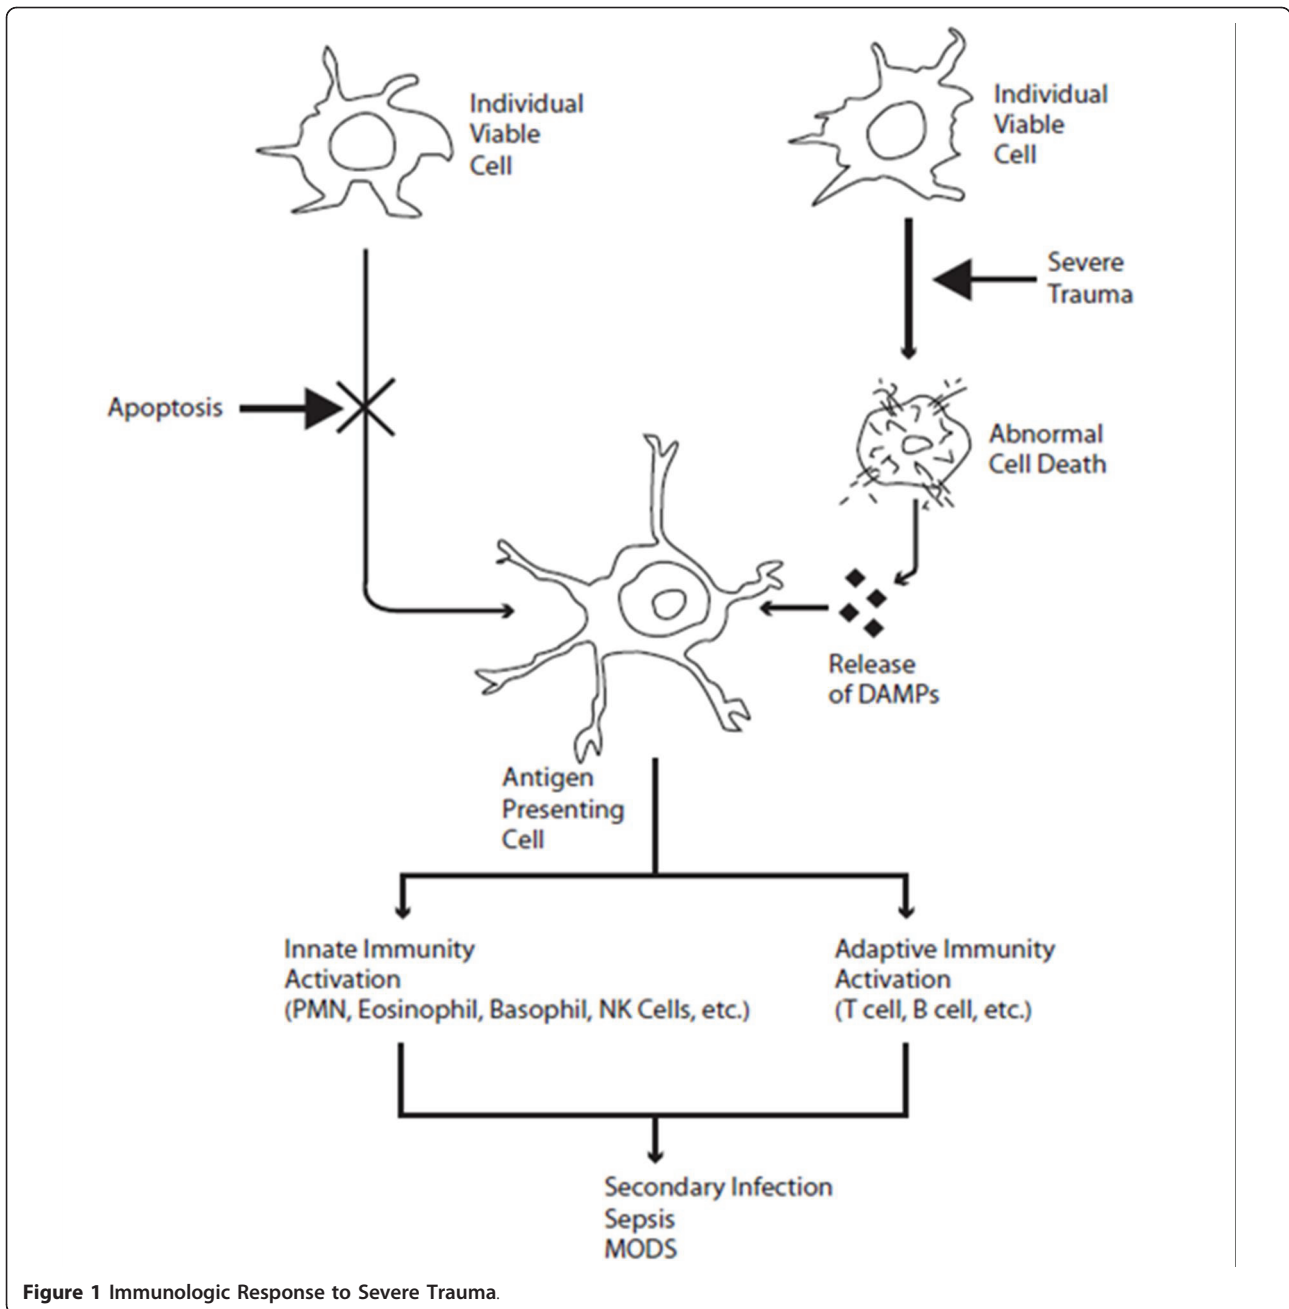 Individual
Viable
Cell
Individual
Viable
Cell
Severe
Trauma
Apoptosis
Abnormal
Cell Death
Release
of DAMPs
Antigen
Presenting
Cell
Innate Immunity
Activation
(PMN, Eosinophil, Basophil, NK Cells, etc.)
Adaptive Immunity
Activation
(T cell, B cell, etc.)
Secondary Infection
Sepsis
MODS
Figure 1 Immunologic Response to Severe Trauma.